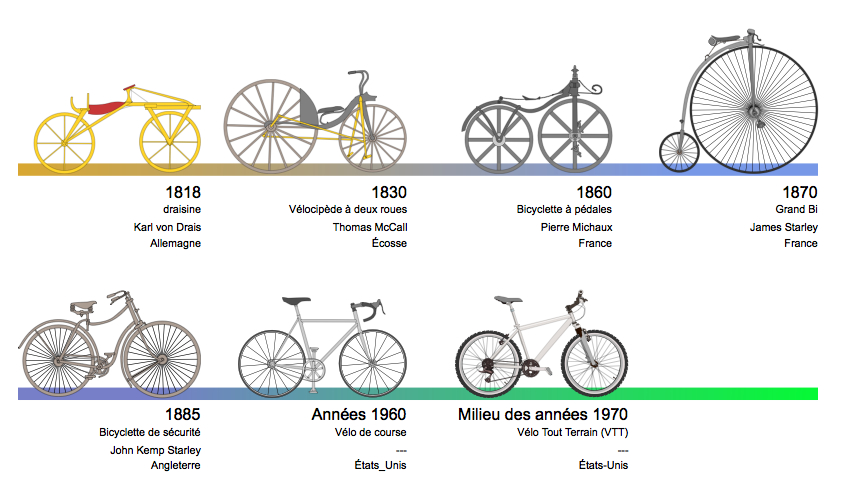 1818
draisine
Karl von Drais
Allemagne
1830
Vélocipède à deux roues
Thomas McCall
Écosse
1860
Bicyclette à pédales
Pierre Michaux
France
1870
Grand Bi
James Starley
France
1885
Bicyclette de sécurité
John Kemp Starley
Angleterre
Années 1960
Vélo de course
---
États_Unis
Milieu des années 1970
Vélo Tout Terrain (VTT)
---
États-Unis